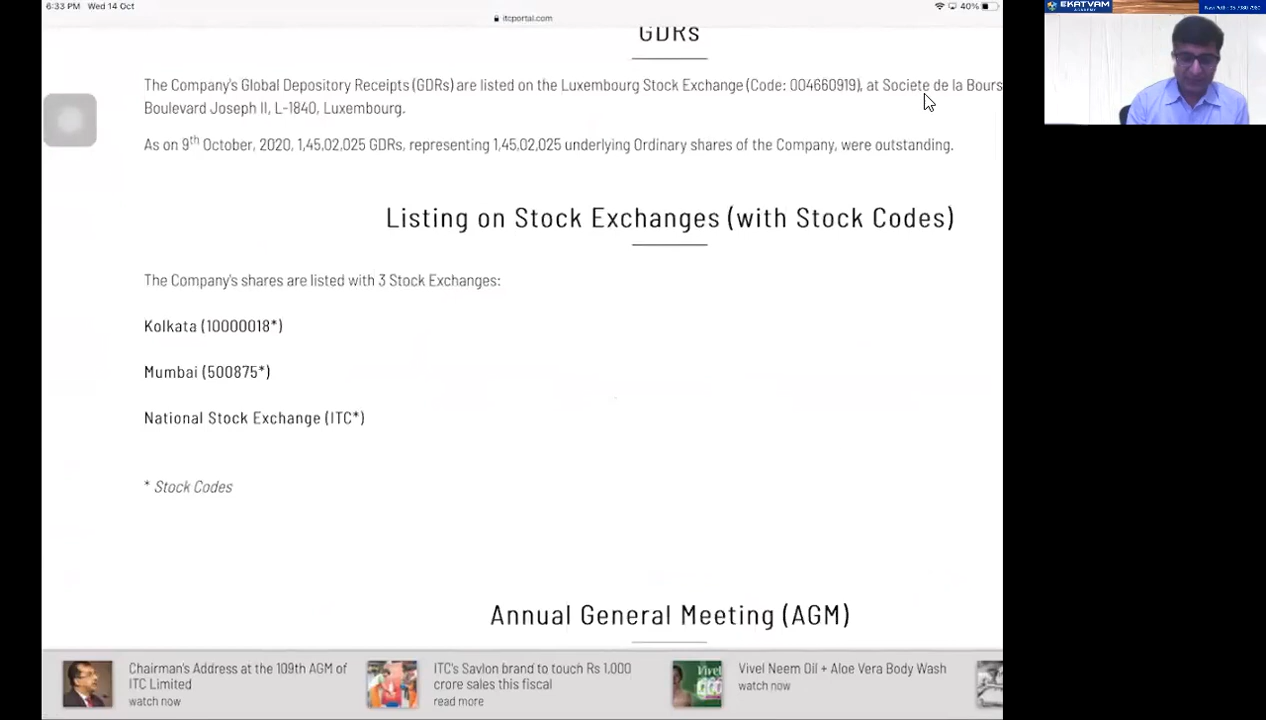 6:33 PM Wed 14 Oct
itcportal.com
40%
EKATVAM
GDRs
The Company's Global Depository Receipts (GDRs) are listed on the Luxembourg Stock Exchange (Code: 004660919), at Societe de la Bours
Boulevard Joseph II, L-1840, Luxembourg.
As on 9th October, 2020, 1,45,02,025 GDRs, representing 1,45,02,025 underlying Ordinary shares of the Company, were outstanding.
Listing on Stock Exchanges (with Stock Codes)
The Company's shares are listed with 3 Stock Exchanges:
Kolkata (10000018*)
Mumbai (500875*)
National Stock Exchange (ITC*)
* Stock Codes
Annual General Meeting (AGM)
Chairman's Address at the 109th AGM of
ITC Limited
watch now
ITC's Savlon brand to touch Rs 1,000
crore sales this fiscal
read more
Vivel Neem Oil + Aloe Vera Body Wash
watch now
Vivel